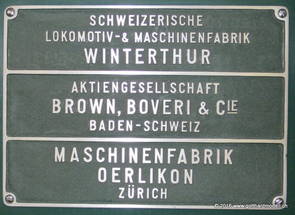 SCHWEIZERISCHE
LOKOMOTIV-& MASCHINENFABRIK
WINTERTHUR
AKTIENGESELLSCHAFT
BROWN, BOVERI & CIE
BADEN-SCHWEIZ
MASCHINENFABRIK
OERLIKON
ZÜRICH